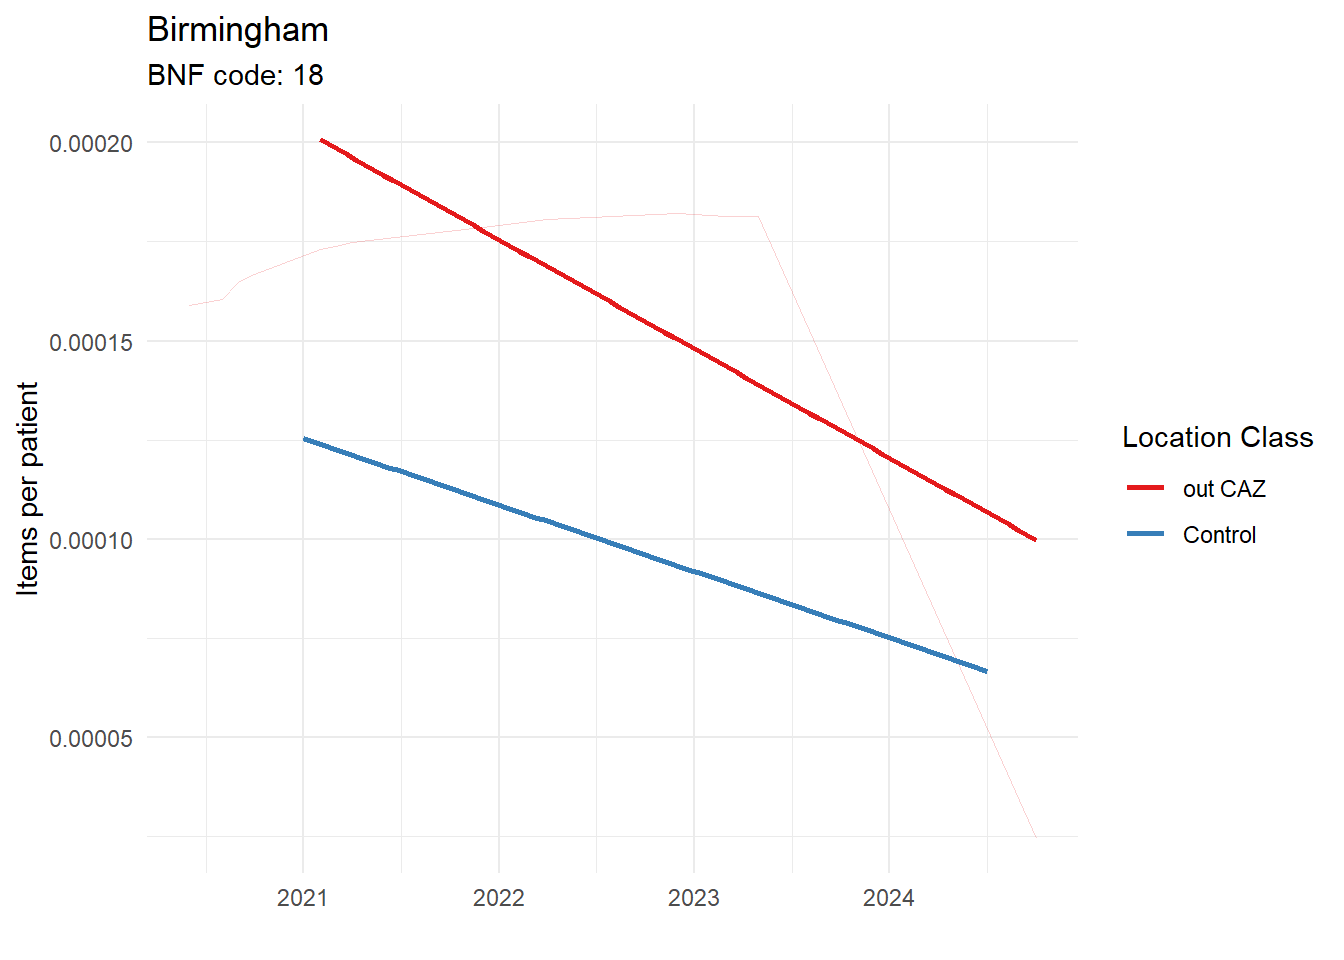 Birmingham
BNF code: 18
0.00020
0.00015
0.00010
0.00005
Items per patient
2021
2022
2023
2024
Location Class
out CAZ
Control